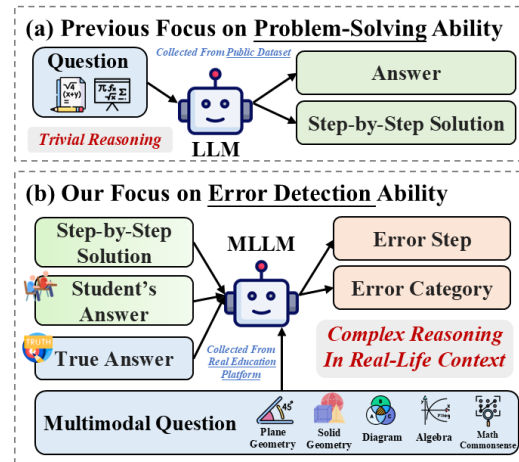 (a) Previous Focus on Problem-Solving Ability
Collected From Public Dataset
Question
Answer
Step-by-Step Solution
Trivial Reasoning
LLM
(b) Our Focus on Error Detection Ability
Step-by-Step
Solution
MLLM
Error Step
Student's
Answer
Error Category
TRUTH
True Answer
Collected From
Real Education
Platform
Complex Reasoning
In Real-Life Context
Multimodal Question
45°
Plane
Geometry
Solid
Geometry
Diagram
Algebra
Math
Commonsense